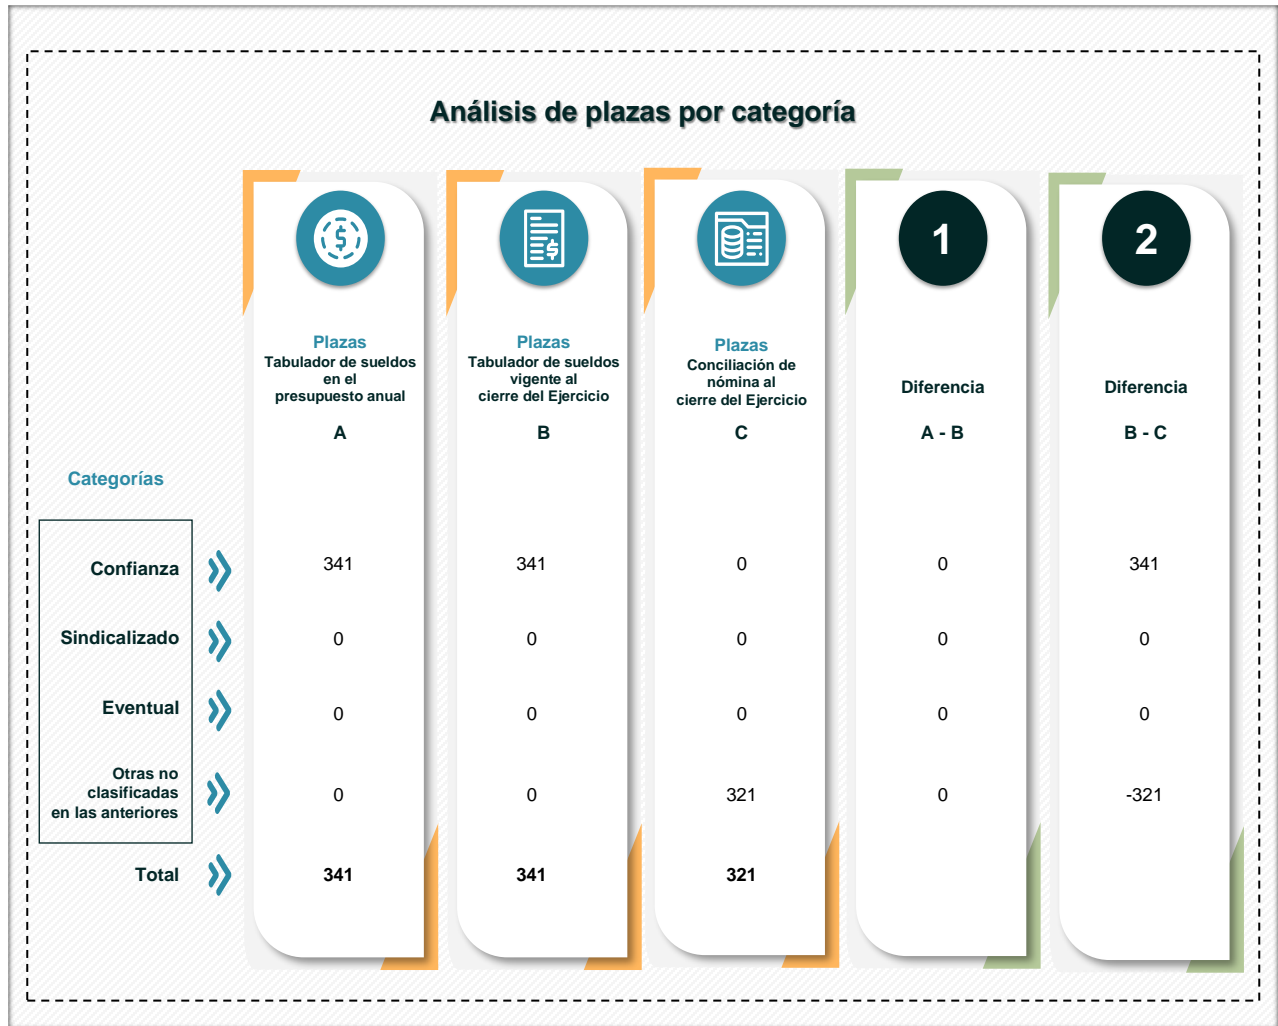 Análisis de plazas por categoría
1
2
Plazas
Tabulador de sueldos
en el
presupuesto anual
A
Plazas
Tabulador de sueldos
vigente al
cierre del Ejercicio
B
Plazas
Conciliación de
nómina al
cierre del Ejercicio
C
Diferencia
A - B
Diferencia
B - C
Categorías
Confianza 341 341 0 0 341
Sindicalizado 0 0 0 0 0
Eventual 0 0 0 0 0
Otras no
clasificadas
en las anteriores
0 0 321 0 -321
Total 341 341 321